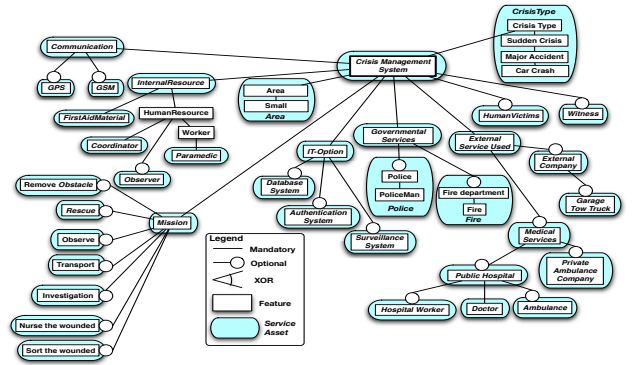 CrisisType
Crisis Type
Sudden Crisis
Major Accident
Car Crash
Communication
GPS
GSM
Crisis Management
System
InternalResource
FirstAidMaterial
HumanResource
Worker
Coordinator
Paramedic
Observer
Area
Small
Area
HumanVictims
Witness
Governmental
Services
External
Service Used
IT-Option
Database
System
Authentication
System
Surveillance
System
Police
PoliceMan
Police
Fire department
Fire
Fire
External
Company
Garage
Tow Truck
Medical
Services
Private
Ambulance
Company
Public Hospital
Hospital Worker
Doctor
Ambulance
Remove Obstacle
Rescue
Mission
Observe
Transport
Investigation
Nurse the wounded
Sort the wounded
Legend
Mandatory
Optional
XOR
Feature
Service
Asset